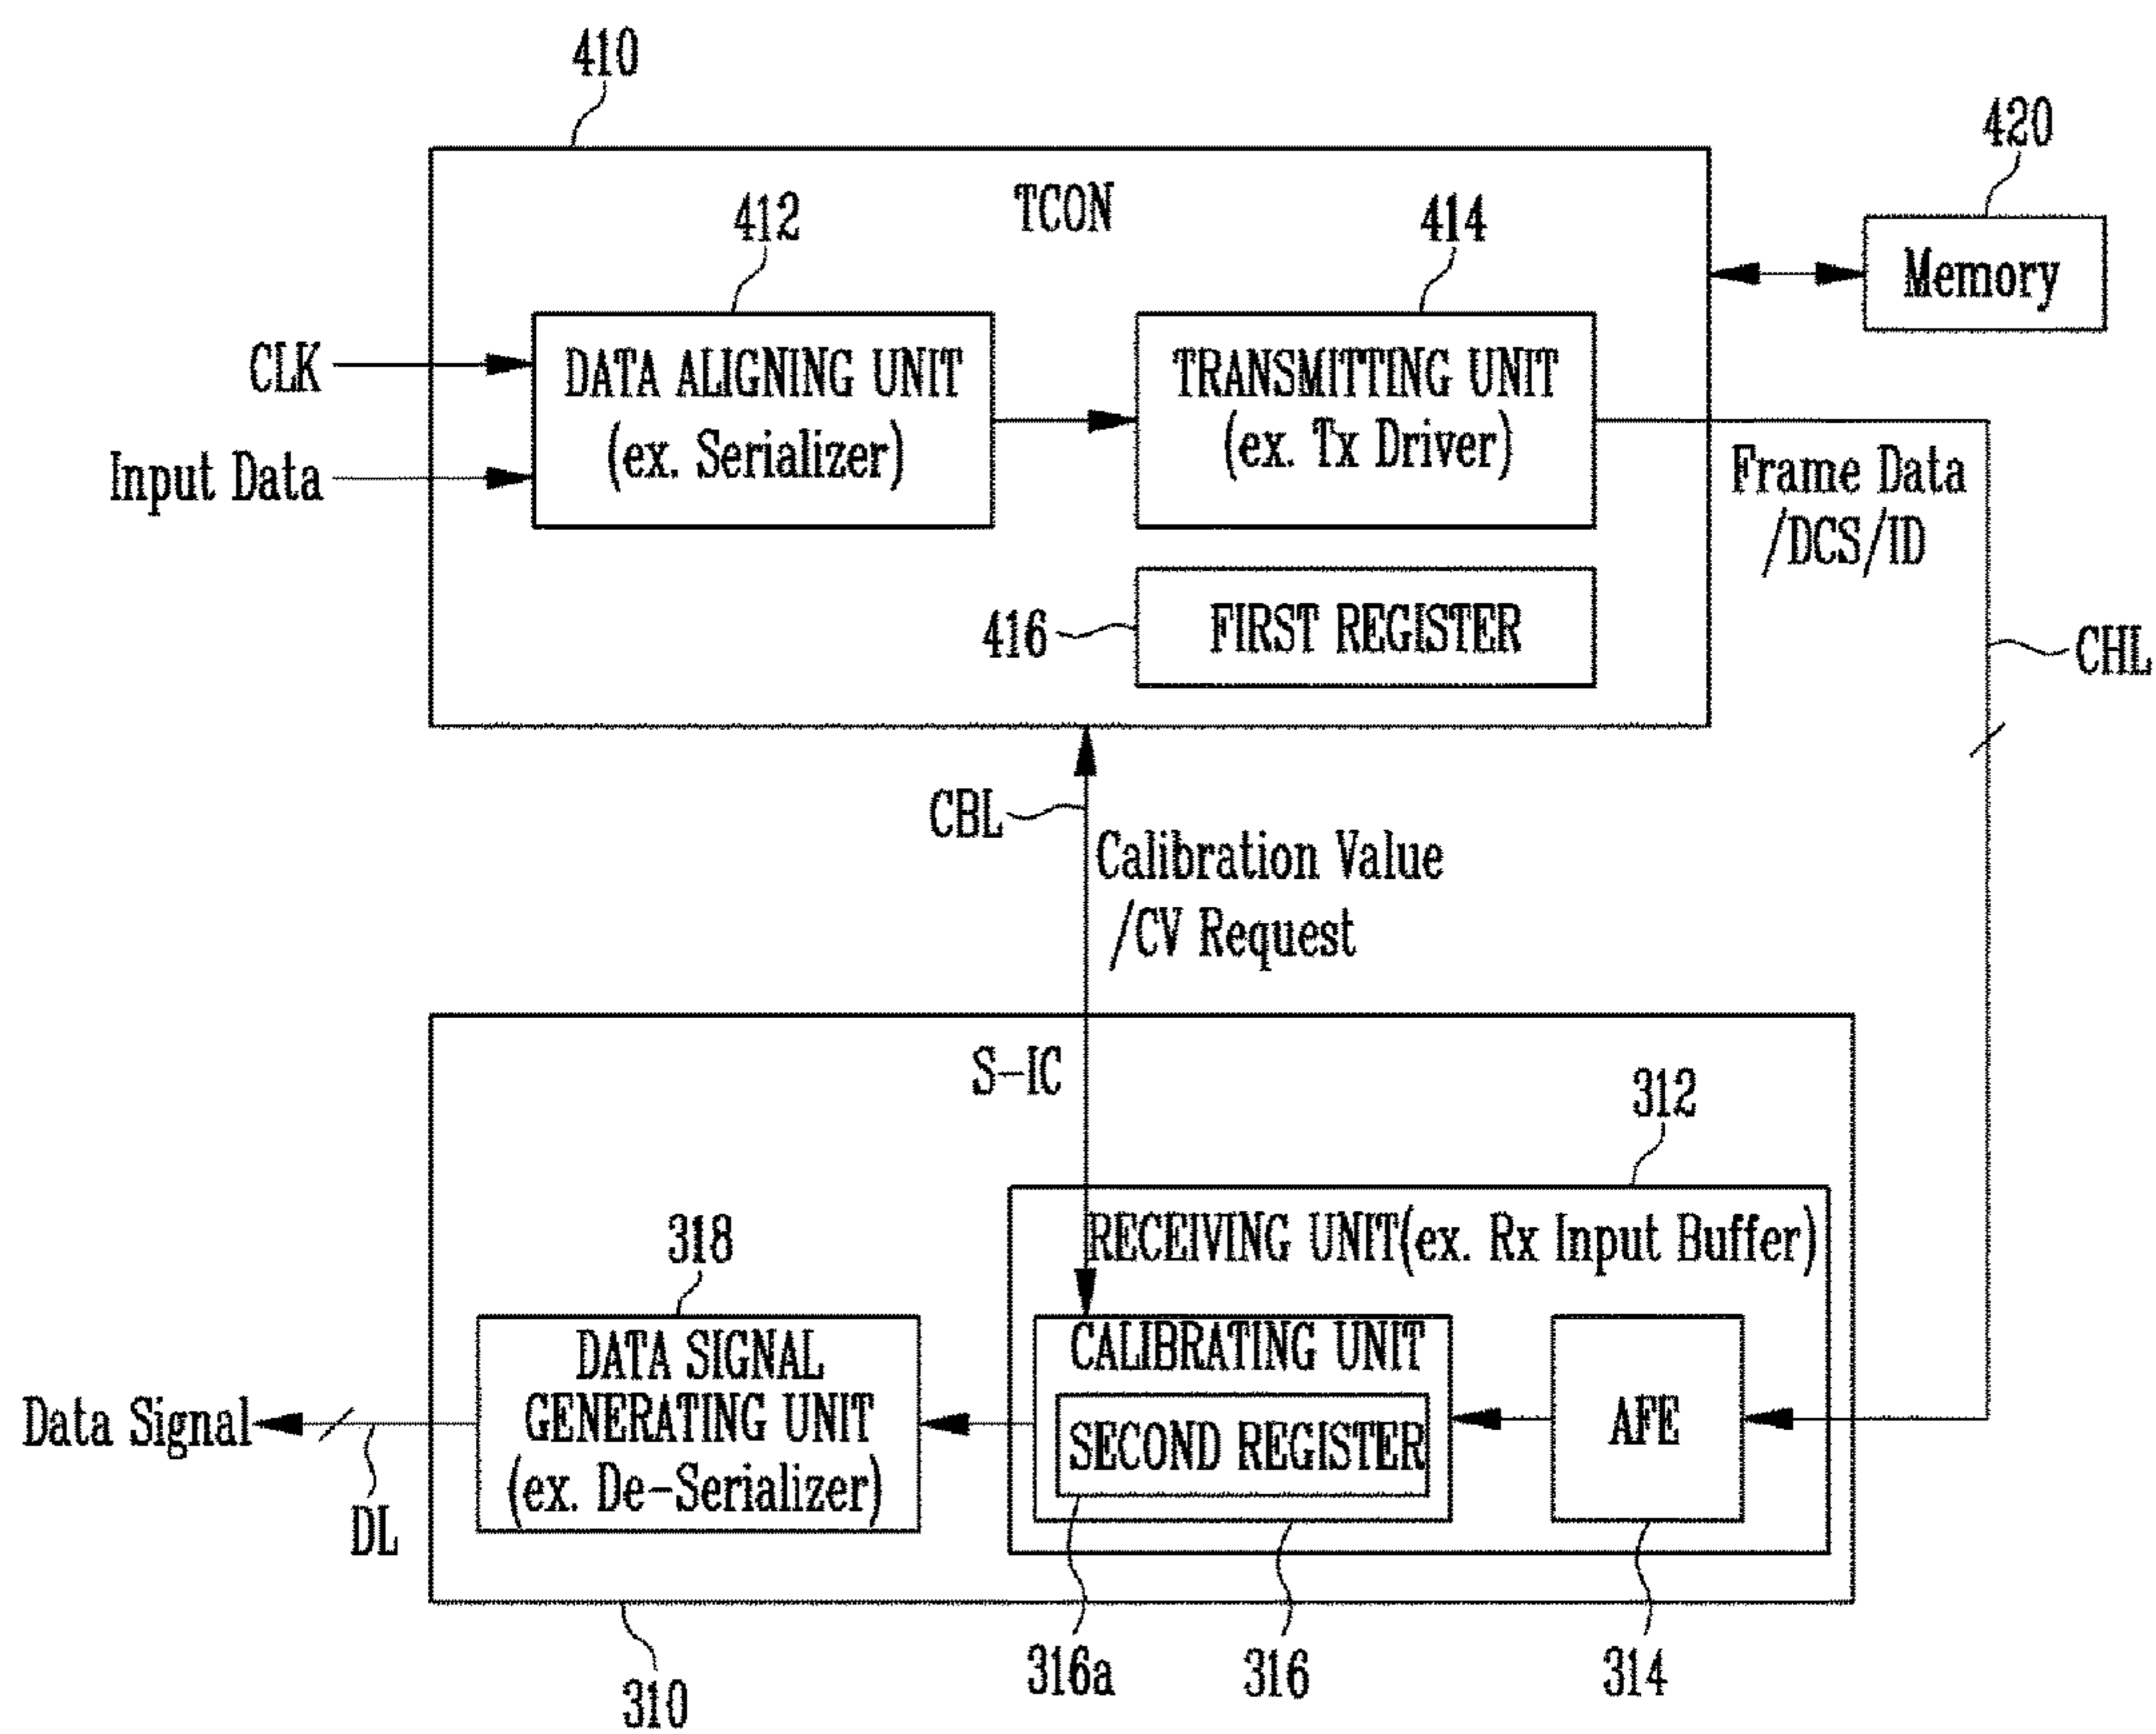 410
420
TCON
412
414
Memory
CLK
DATA ALIGNING UNIT
(ex. Serializer)
TRANSMITTING UNIT
(ex. Tx Driver)
Input Data
Frame Data
/DCS/ID
416
FIRST REGISTER
CHL
CBL
Calibration Value
/CV Request
S-IC
312
318
RECEIVING UNIT(ex. Rx Input Buffer)
DATA SIGNAL
GENERATING UNIT
(ex. De-Serializer)
CALIBRATING UNIT
SECOND REGISTER
AFE
Data Signal
DL
310
316a
316
314